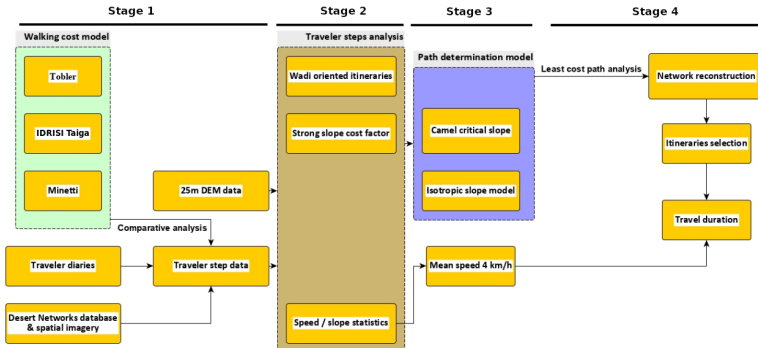 Stage 1
Stage 2
Stage 3
Stage 4
Walking cost model
Traveler steps analysis
Path determination model
Tobler
IDRISI Taiga
Minetti
25m DEM data
Comparative analysis
Traveler diaries
Traveler step data
Desert Networks database
& spatial imagery
Wadi oriented itineraries
Strong slope cost factor
Speed / slope statistics
Camel critical slope
Isotropic slope model
Mean speed 4 km/h
Least cost path analysis
Network reconstruction
Itineraries selection
Travel duration